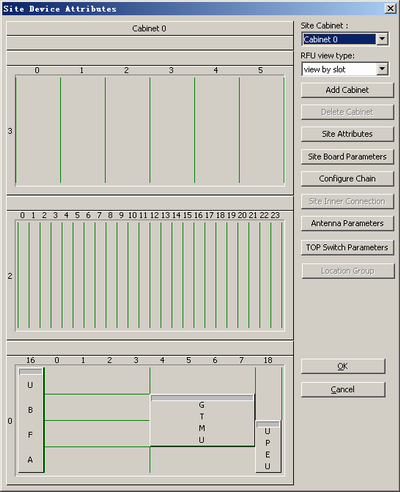 Site Device Attributes
Cabinet 0
0 1 2 3 4 5
3
0 1 2 3 4 5 6 7 8 9 10 11 12 13 14 15 16 17 18 19 20 21 22 23
2
16 0 1 2 3 4 5 6 7 18
0
U
B
F
A
G
T
M
U
U
P
E
U
Site Cabinet :
Cabinet 0
RFU view type:
view by slot
Add Cabinet
Delete Cabinet
Site Attributes
Site Board Parameters
Configure Chain
Site Inner Connection
Antenna Parameters
TOP Switch Parameters
Location Group
OK
Cancel